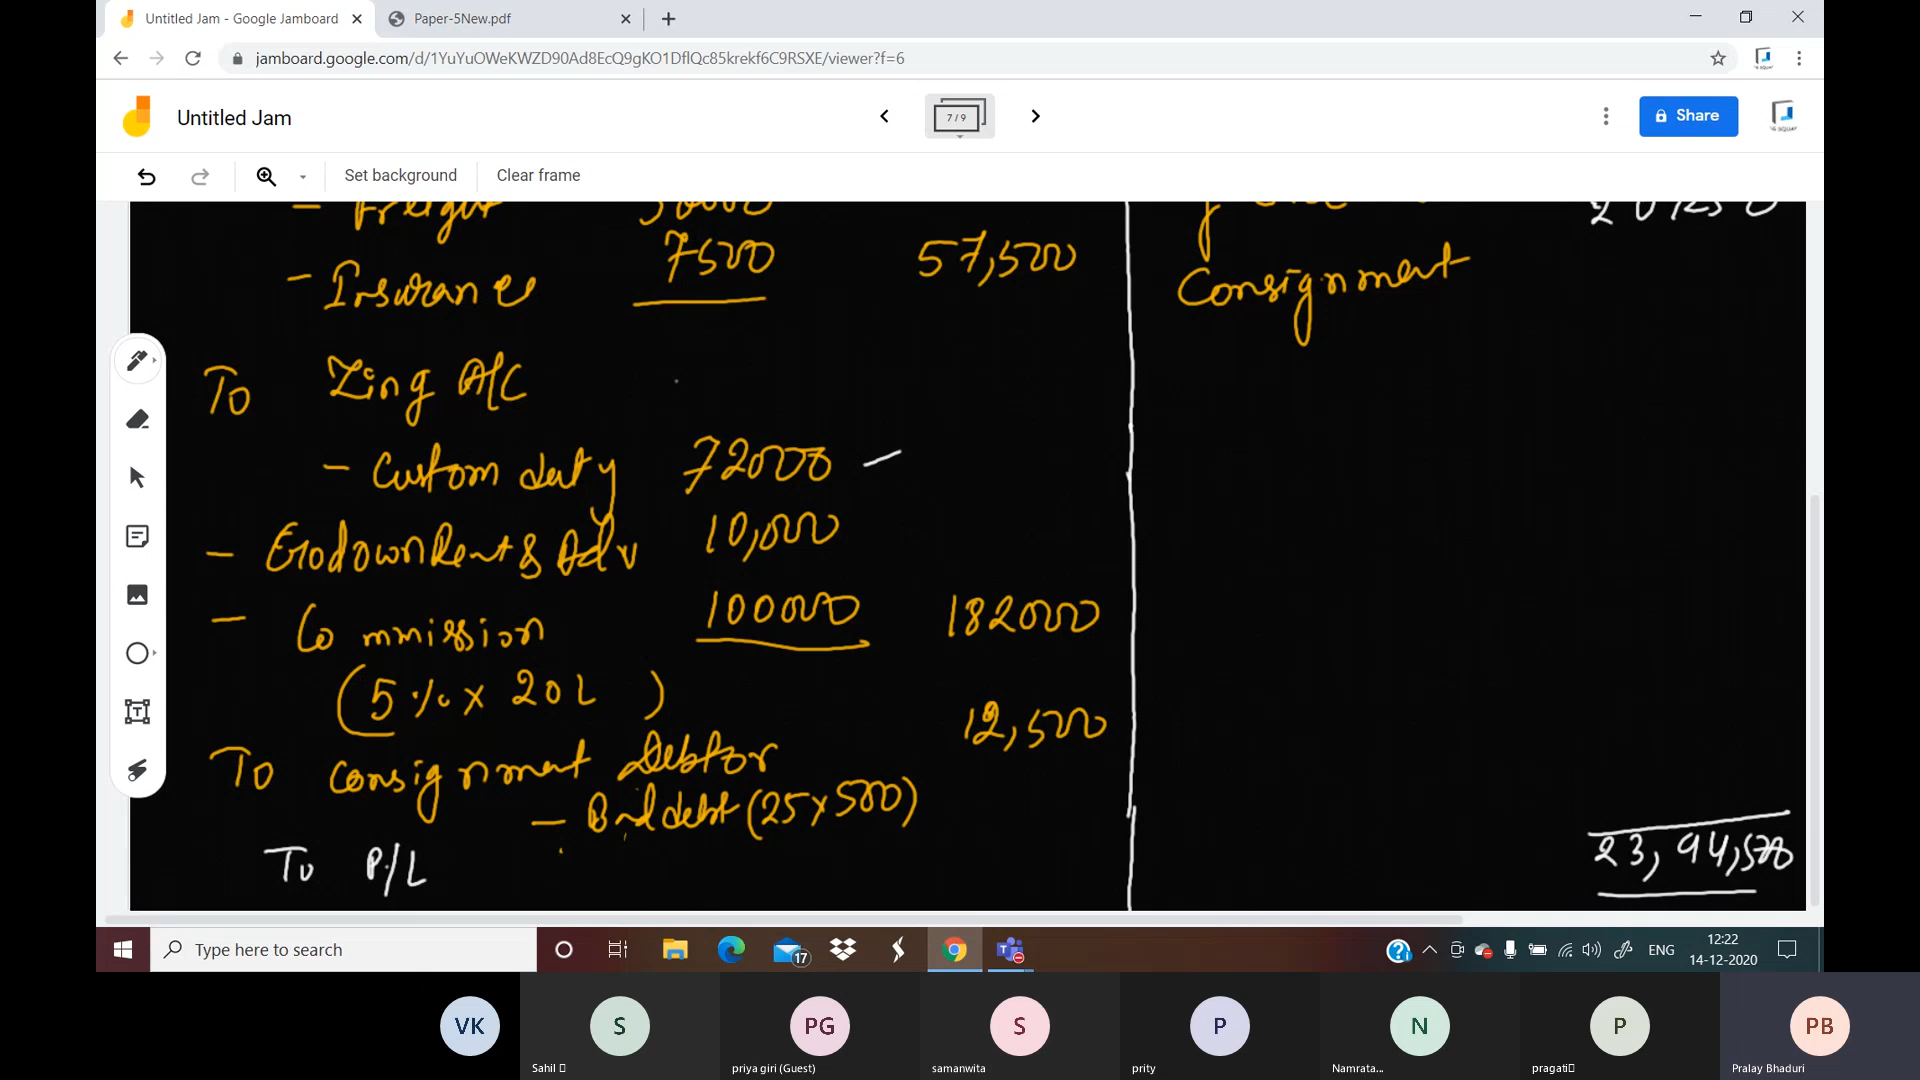 Untitled Jam - Google Jamboard
Paper-5New.pdf
jamboard.google.com/d/1YuYuOWeKWZD90Ad8EcQ9gKO1DflQc85krekf6C9RSXE/viewer?f=6
Untitled Jam
7 / 9
Share
Set background
Clear frame
- Freight
- Insurance 7500 57,500
Consignment
To Zing A/C
- Custom duty 72000
- Godown Rent & Adv 10,000
- Commission 100000 182000
(5% x 20L )
To consignment Debtor 12,500
- Bad debt (25x500)
To P/L
23,94,500
Type here to search
17
ENG
12:22
14-12-2020
VK
S
PG
S
P
N
P
PB
Sahil
priya giri (Guest)
samanwita
prity
Namrata...
pragati
Pralay Bhaduri